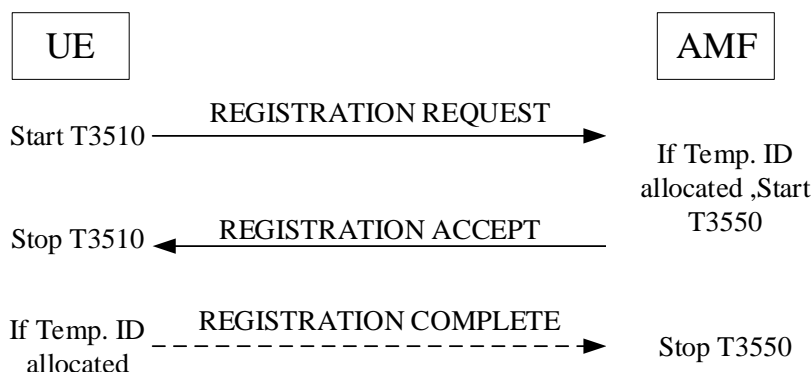 UE
AMF
REGISTRATION REQUEST
Start T3510
If Temp. ID
allocated ,Start
T3550
REGISTRATION ACCEPT
Stop T3510
REGISTRATION COMPLETE
If Temp. ID
allocated
Stop T3550